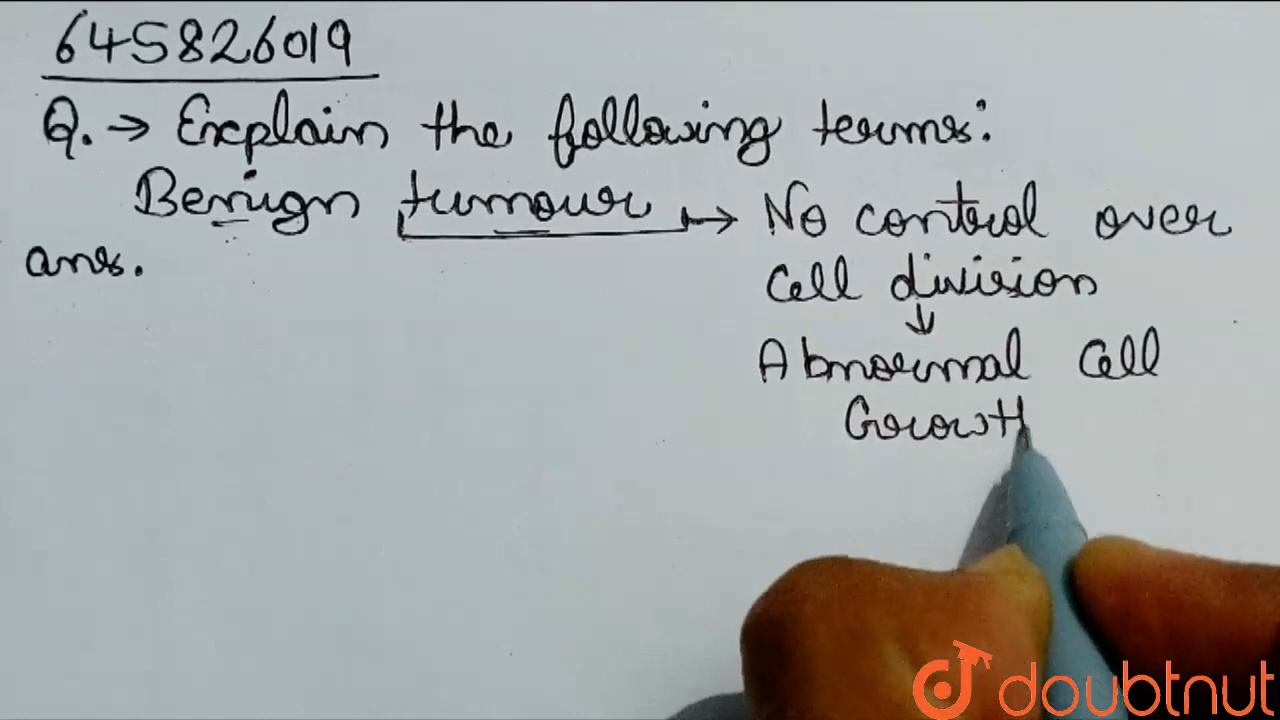 645826019
Q. → Explain the following terms:
Benign tumour → No control over
ans.
cell division
↓
Abnormal Cell
Growth
doubtnut